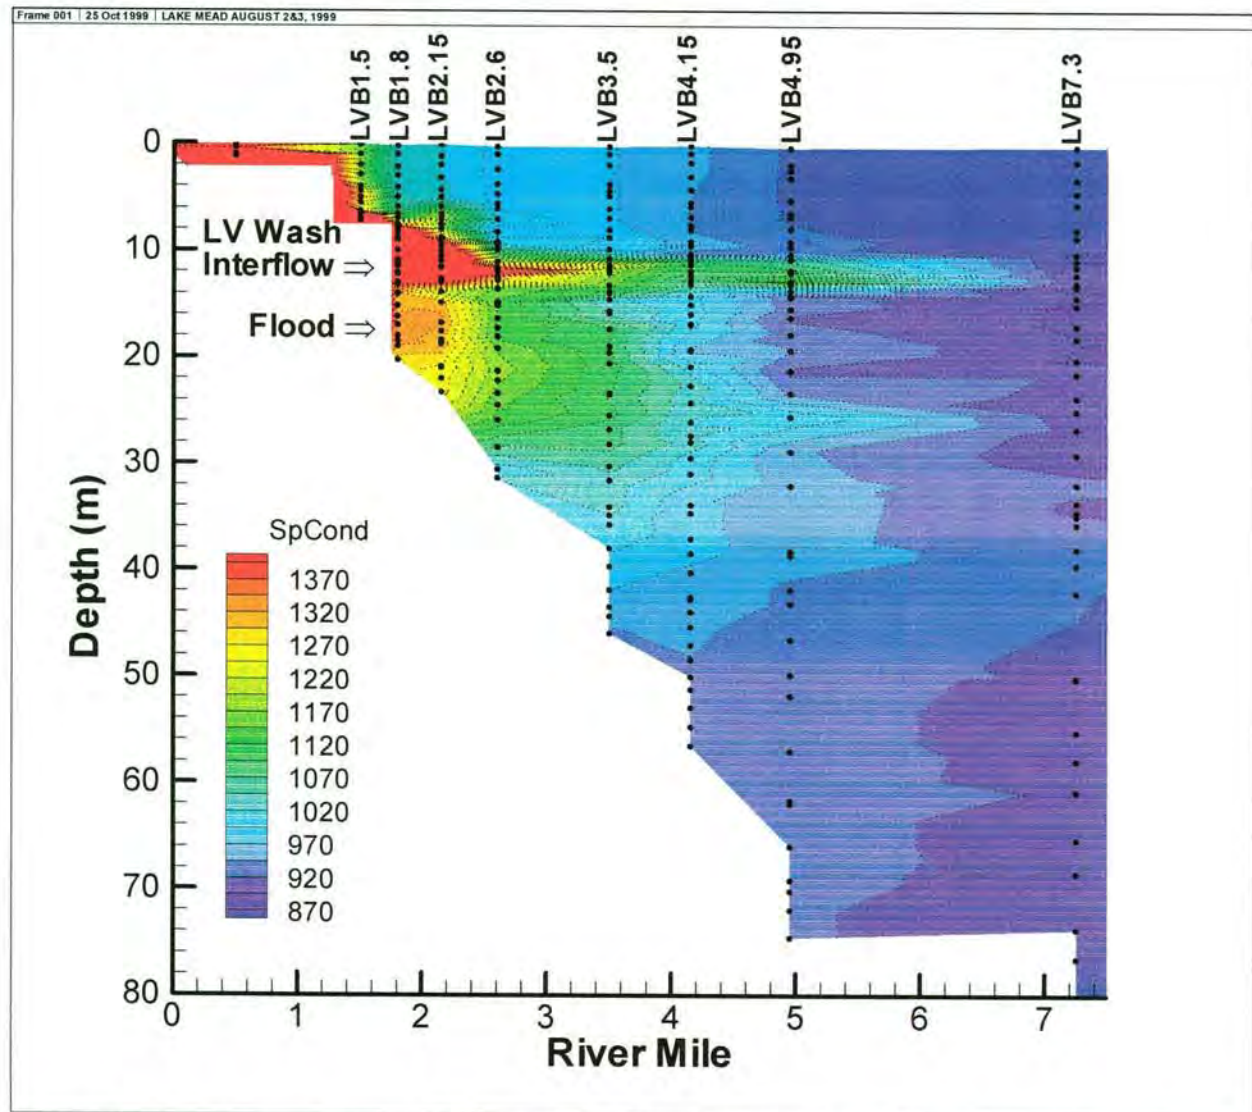 Frame 001 | 25 Oct 1999 | LAKE MEAD AUGUST 2&3, 1999
LVB1.5
LVB1.8
LVB2.15
LVB2.6
LVB3.5
LVB4.15
LVB4.95
LVB7.3
0
10
20
30
40
50
60
70
80
Depth (m)
LV Wash
Interflow ⇒
Flood ⇒
SpCond
1370
1320
1270
1220
1170
1120
1070
1020
970
920
870
0 1 2 3 4 5 6 7
River Mile